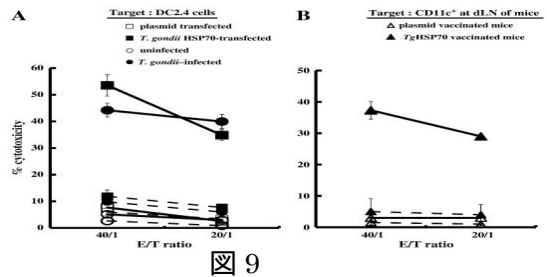 A
Target : DC2.4 cells
plasmid transfected
T. gondii HSP70-transfected
uninfected
T. gondii–infected
% cytotoxicity
60
50
40
30
20
10
0
40/1
20/1
E/T ratio
B
Target : CD11c+ at dLN of mice
plasmid vaccinated mice
TgHSP70 vaccinated mice
50
40
30
20
10
0
40/1
20/1
E/T ratio
図 9